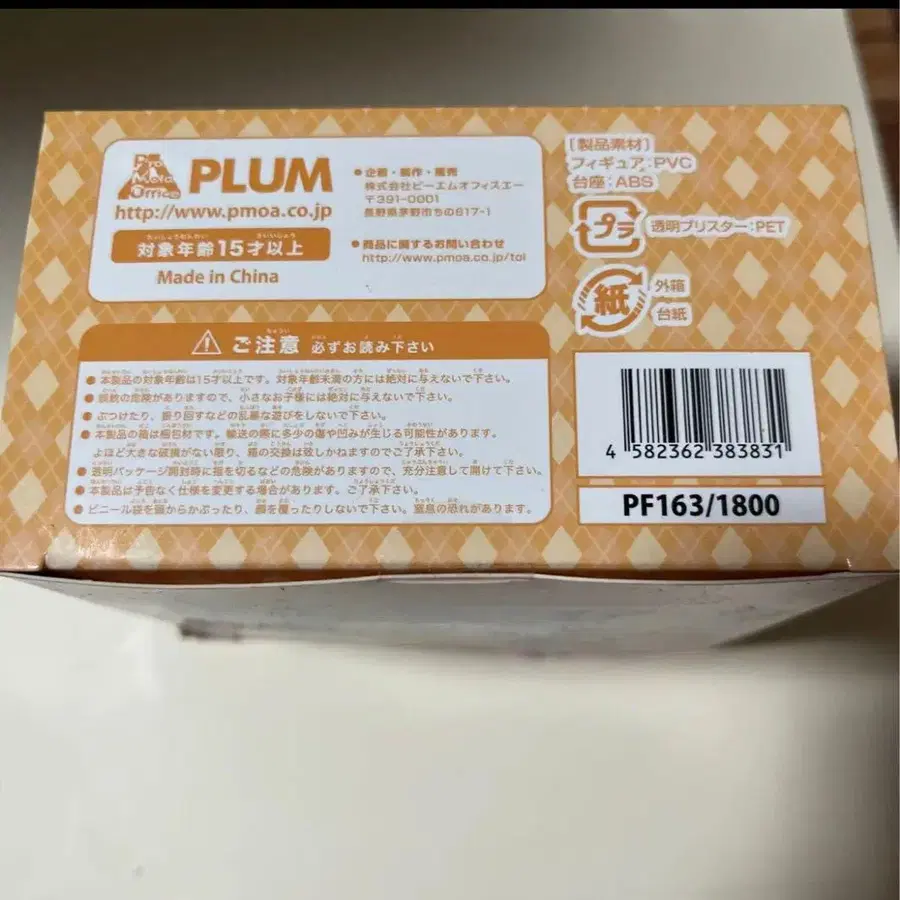 Pro Mold Office
PLUM
http://www.pmoa.co.jp
たいしょうねんれい さいいじょう
対象年齢15才以上
Made in China
●企画・製作・販売
株式会社ピーエムオフィスエー
〒391-0001
長野県茅野市ちの617-1
●商品に関するお問い合わせ
http://www.pmoa.co.jp/toi
[製品素材]
フィギュア:PVC
台座:ABS
プラ
透明ブリスター:PET
紙
外箱
台紙
ご注意 必ずお読み下さい
●本製品の対象年齢は15才以上です。対象年齢未満の方には絶対に与えないで下さい。
●誤飲の危険がありますので、小さなお子様には絶対に与えないで下さい。
●ぶつけたり、振り回すなどの乱暴な遊びをしないで下さい。
●本製品の箱は梱包材です。輸送の際に多少の傷や凹みが生じる可能性があります。
よほど大きな破損がない限り、箱の交換は致しかねますのでご了承下さい。
●透明パッケージ開封時に指を切るなどの危険がありますので、充分注意して開けて下さい。
●本製品は予告なく仕様を変更する場合があります。ご了承下さい。
●ビニール袋を頭からかぶったり、顔を覆ったりしないで下さい。窒息の恐れがあります。
4 582362 383831
PF163/1800